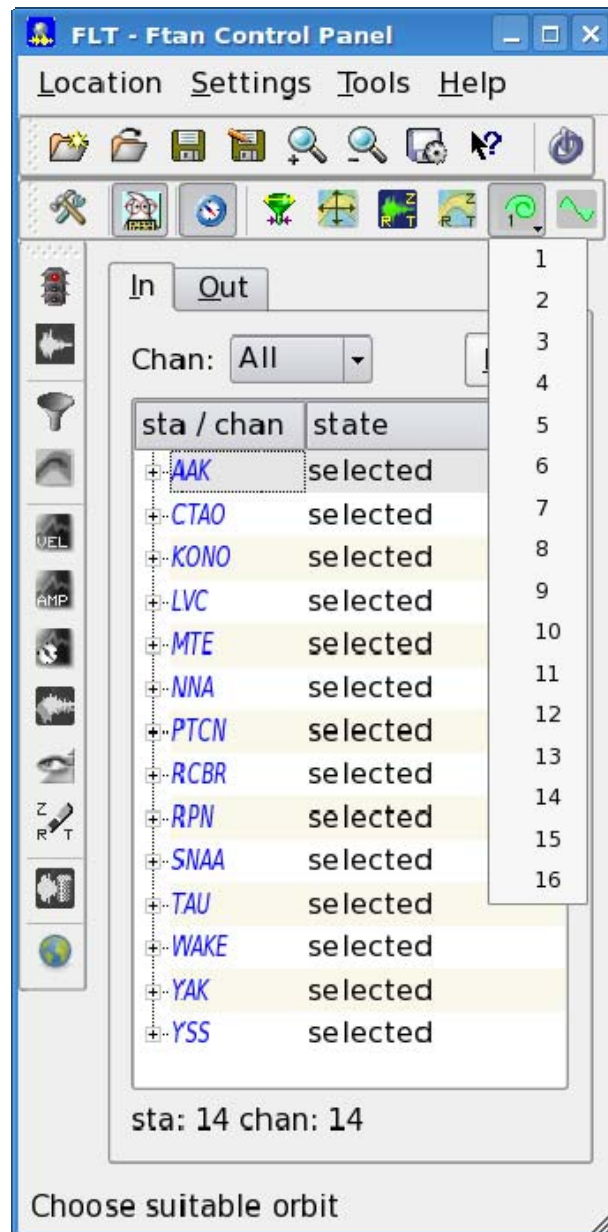 FLT - Ftan Control Panel
Location Settings Tools Help
1
In Out
Chan: All
sta / chan state
AAK selected
CTAO selected
KONO selected
LVC selected
MTE selected
NNA selected
PTCN selected
RCBR selected
RPN selected
SNAA selected
TAU selected
WAKE selected
YAK selected
YSS selected
1
2
3
4
5
6
7
8
9
10
11
12
13
14
15
16
VEL
AMP
Z
R T
sta: 14 chan: 14
Choose suitable orbit